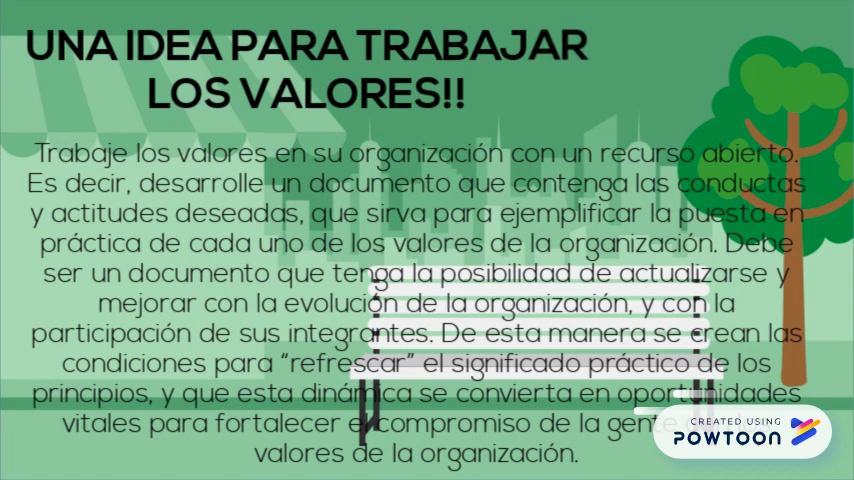 UNA IDEA PARA TRABAJAR
LOS VALORES!!
Trabaje los valores en su organización con un recurso abierto.
Es decir, desarrolle un documento que contenga las conductas
y actitudes deseadas, que sirva para ejemplificar la puesta en
práctica de cada uno de los valores de la organización. Debe
ser un documento que tenga la posibilidad de actualizarse y
mejorar con la evolución de la organización, y con la
participación de sus integrantes. De esta manera se crean las
condiciones para “refrescar” el significado práctico de los
principios, y que esta dinámica se convierta en oportunidades
vitales para fortalecer el compromiso de la gente
valores de la organización.
CREATED USING
POWTOON